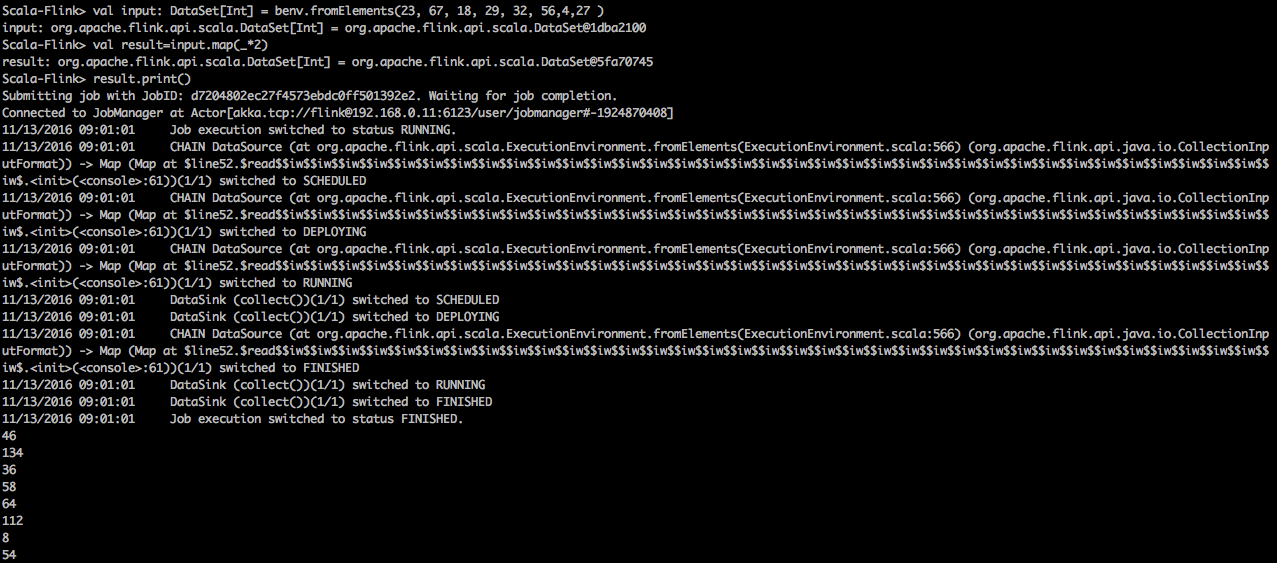 Scala-Flink> val input: DataSet[Int] = benv.fromElements(23, 67, 18, 29, 32, 56,4,27 )
input: org.apache.flink.api.scala.DataSet[Int] = org.apache.flink.api.scala.DataSet@1dba2100
Scala-Flink> val result=input.map(_*2)
result: org.apache.flink.api.scala.DataSet[Int] = org.apache.flink.api.scala.DataSet@5fa70745
Scala-Flink> result.print()
Submitting job with JobID: d7204802ec27f4573ebdc0ff501392e2. Waiting for job completion.
Connected to JobManager at Actor[akka.tcp://flink@192.168.0.11:6123/user/jobmanager#-1924870408]
11/13/2016 09:01:01     Job execution switched to status RUNNING.
11/13/2016 09:01:01     CHAIN DataSource (at org.apache.flink.api.scala.ExecutionEnvironment.fromElements(ExecutionEnvironment.scala:566) (org.apache.flink.api.java.io.CollectionInp
utFormat)) -> Map (Map at $line52.$read$$iw$$iw$$iw$$iw$$iw$$iw$$iw$$iw$$iw$$iw$$iw$$iw$$iw$$iw$$iw$$iw$$iw$$iw$$iw$$iw$$iw$$iw$$iw$$iw$$iw$$iw$$iw$$iw$$iw$$iw$$iw$$iw$$iw$$iw$$iw$$
iw$.<init>(<console>:61))(1/1) switched to SCHEDULED
11/13/2016 09:01:01     CHAIN DataSource (at org.apache.flink.api.scala.ExecutionEnvironment.fromElements(ExecutionEnvironment.scala:566) (org.apache.flink.api.java.io.CollectionInp
utFormat)) -> Map (Map at $line52.$read$$iw$$iw$$iw$$iw$$iw$$iw$$iw$$iw$$iw$$iw$$iw$$iw$$iw$$iw$$iw$$iw$$iw$$iw$$iw$$iw$$iw$$iw$$iw$$iw$$iw$$iw$$iw$$iw$$iw$$iw$$iw$$iw$$iw$$iw$$iw$$
iw$.<init>(<console>:61))(1/1) switched to DEPLOYING
11/13/2016 09:01:01     CHAIN DataSource (at org.apache.flink.api.scala.ExecutionEnvironment.fromElements(ExecutionEnvironment.scala:566) (org.apache.flink.api.java.io.CollectionInp
utFormat)) -> Map (Map at $line52.$read$$iw$$iw$$iw$$iw$$iw$$iw$$iw$$iw$$iw$$iw$$iw$$iw$$iw$$iw$$iw$$iw$$iw$$iw$$iw$$iw$$iw$$iw$$iw$$iw$$iw$$iw$$iw$$iw$$iw$$iw$$iw$$iw$$iw$$iw$$iw$$
iw$.<init>(<console>:61))(1/1) switched to RUNNING
11/13/2016 09:01:01     DataSink (collect())(1/1) switched to SCHEDULED
11/13/2016 09:01:01     DataSink (collect())(1/1) switched to DEPLOYING
11/13/2016 09:01:01     CHAIN DataSource (at org.apache.flink.api.scala.ExecutionEnvironment.fromElements(ExecutionEnvironment.scala:566) (org.apache.flink.api.java.io.CollectionInp
utFormat)) -> Map (Map at $line52.$read$$iw$$iw$$iw$$iw$$iw$$iw$$iw$$iw$$iw$$iw$$iw$$iw$$iw$$iw$$iw$$iw$$iw$$iw$$iw$$iw$$iw$$iw$$iw$$iw$$iw$$iw$$iw$$iw$$iw$$iw$$iw$$iw$$iw$$iw$$iw$$
iw$.<init>(<console>:61))(1/1) switched to FINISHED
11/13/2016 09:01:01     DataSink (collect())(1/1) switched to RUNNING
11/13/2016 09:01:01     DataSink (collect())(1/1) switched to FINISHED
11/13/2016 09:01:01     Job execution switched to status FINISHED.
46
134
36
58
64
112
8
54